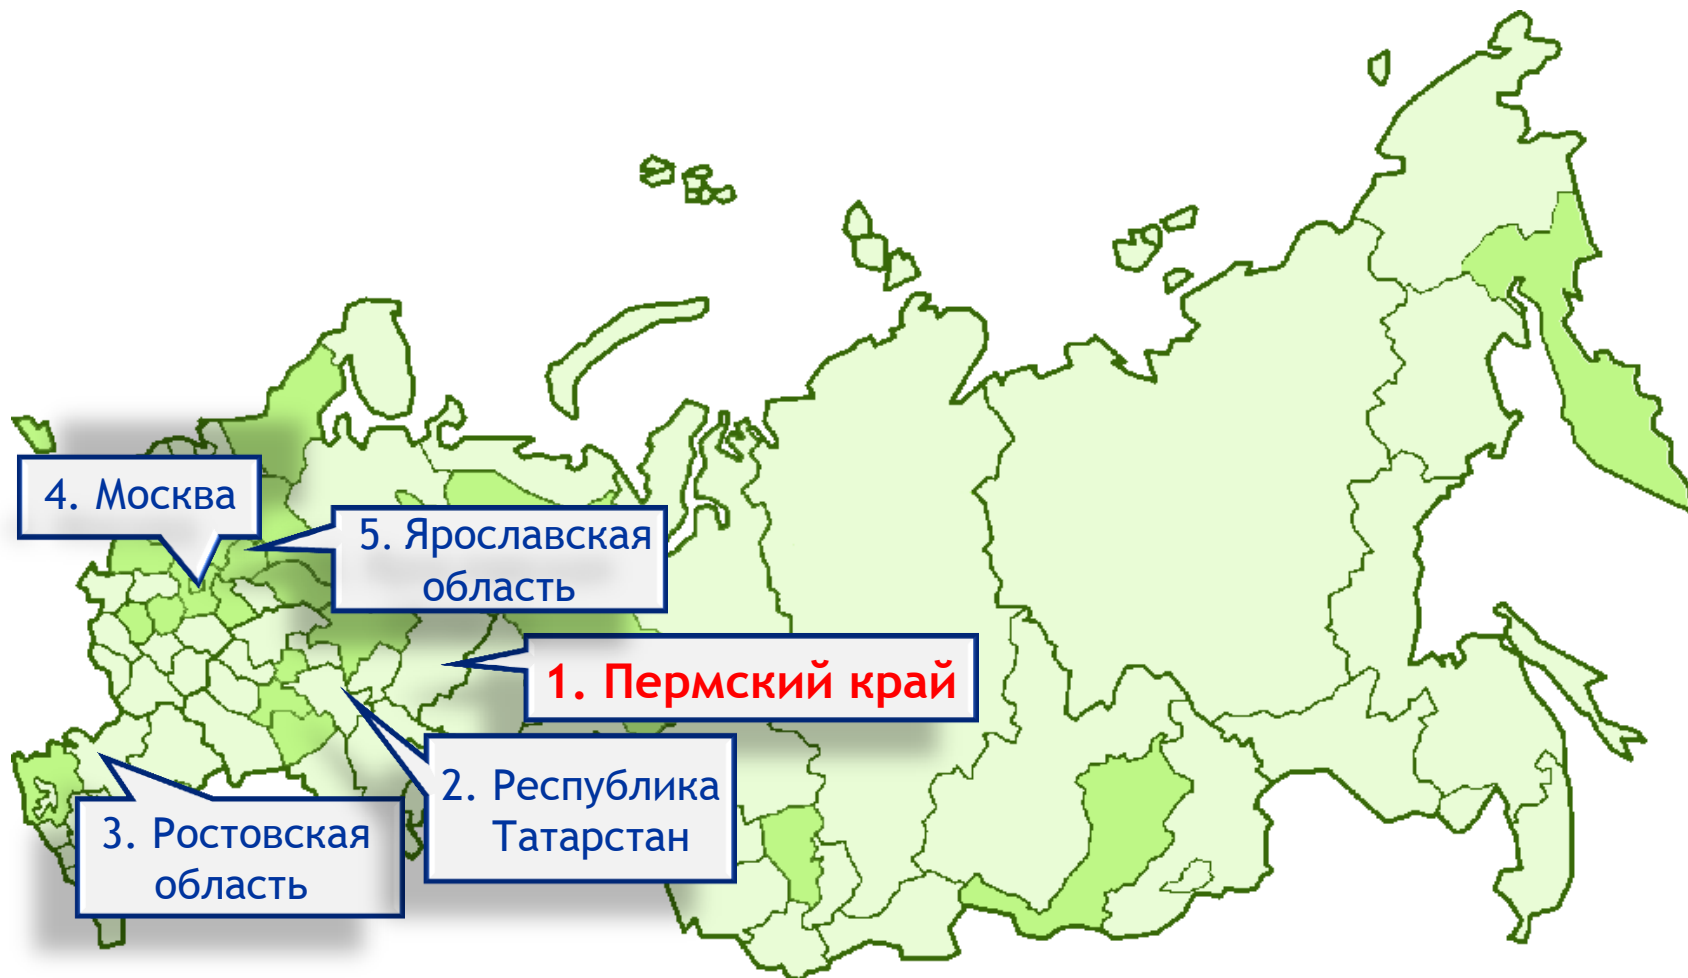 4. Москва
5. Ярославская
область
1. Пермский край
2. Республика
Татарстан
3. Ростовская
область